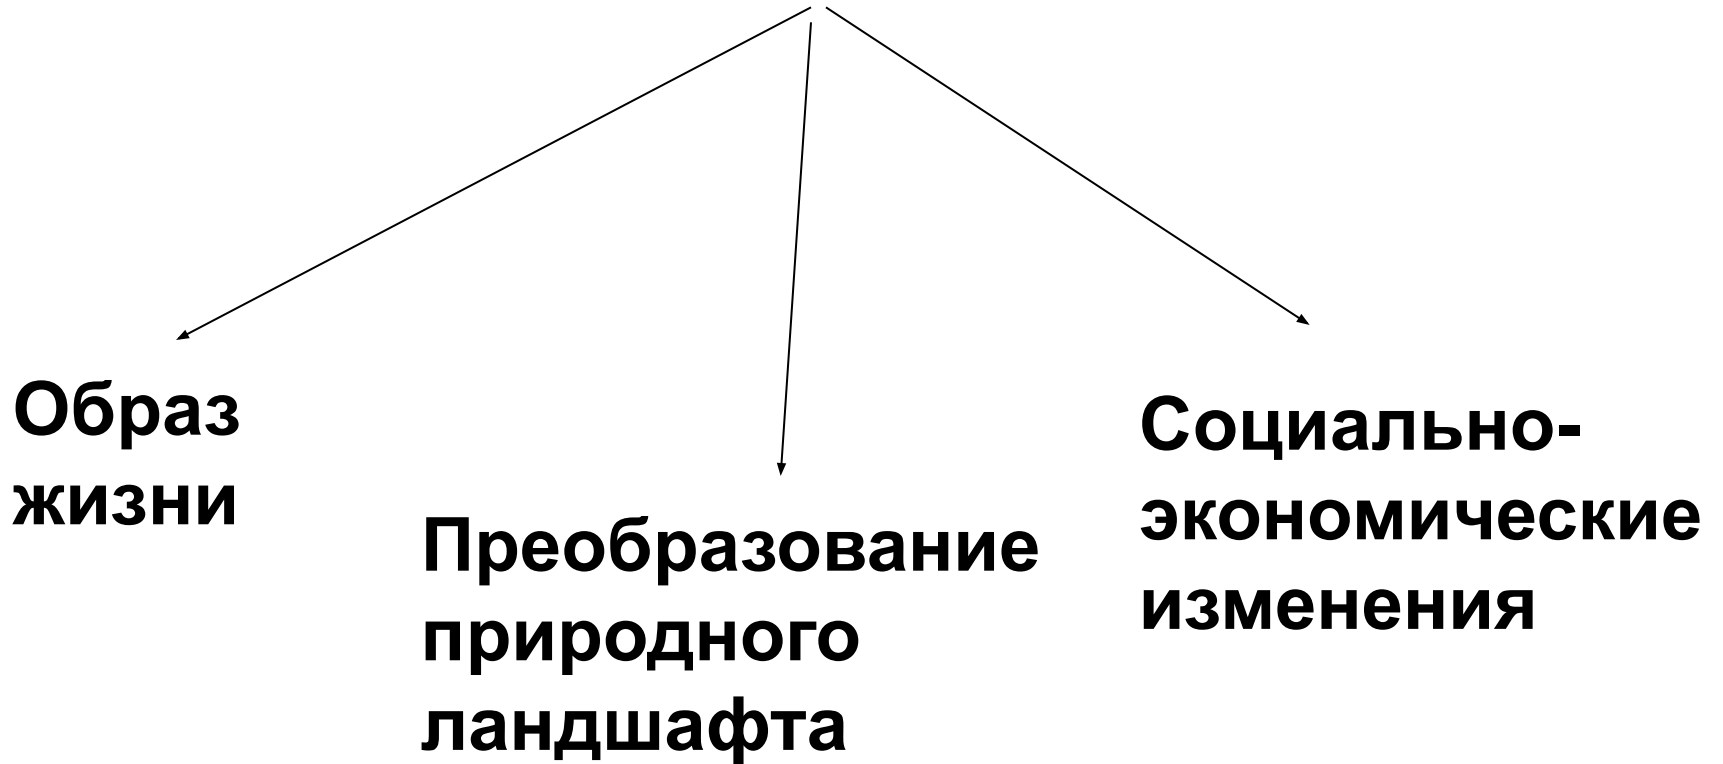 Образ
жизни
Преобразование
природного
ландшафта
Социально-
экономические
изменения